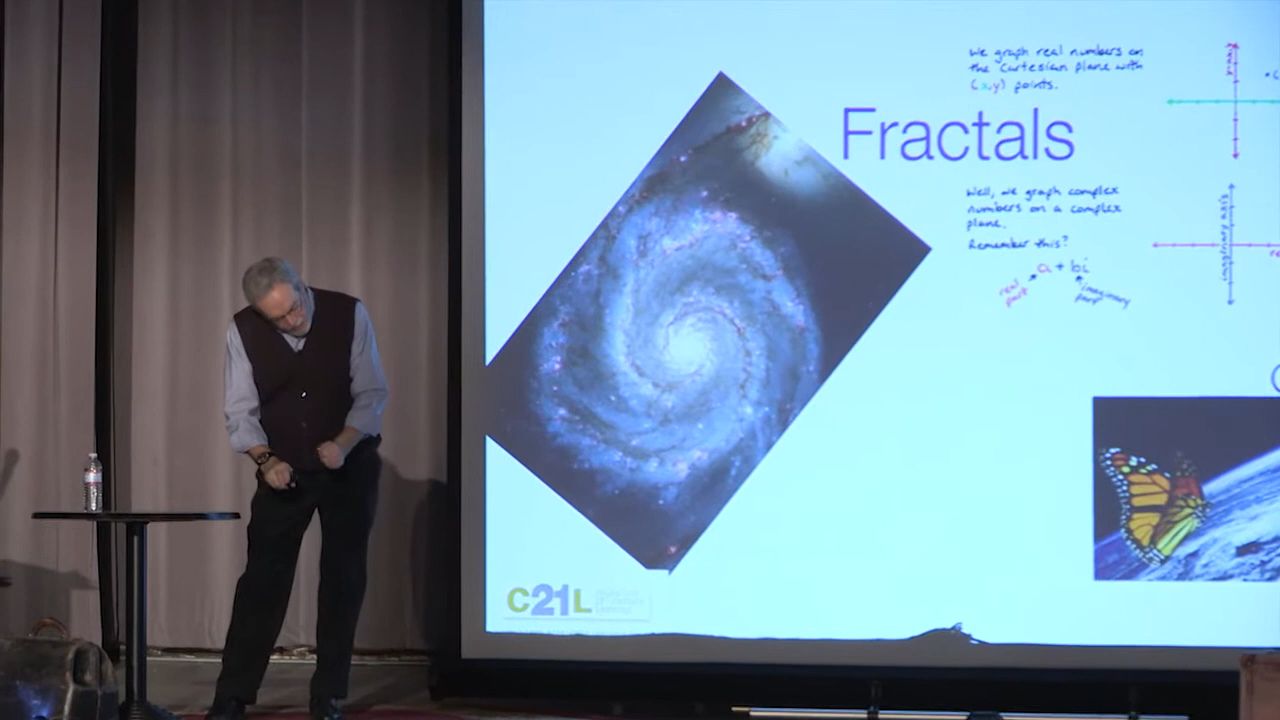 We graph real numbers on
the Cartesian plane with
(x,y) points.
Fractals
Well, we graph complex
numbers on a complex
plane.
Remember this?
a + bi
real
part
imaginary
part
imaginary axis
C21L